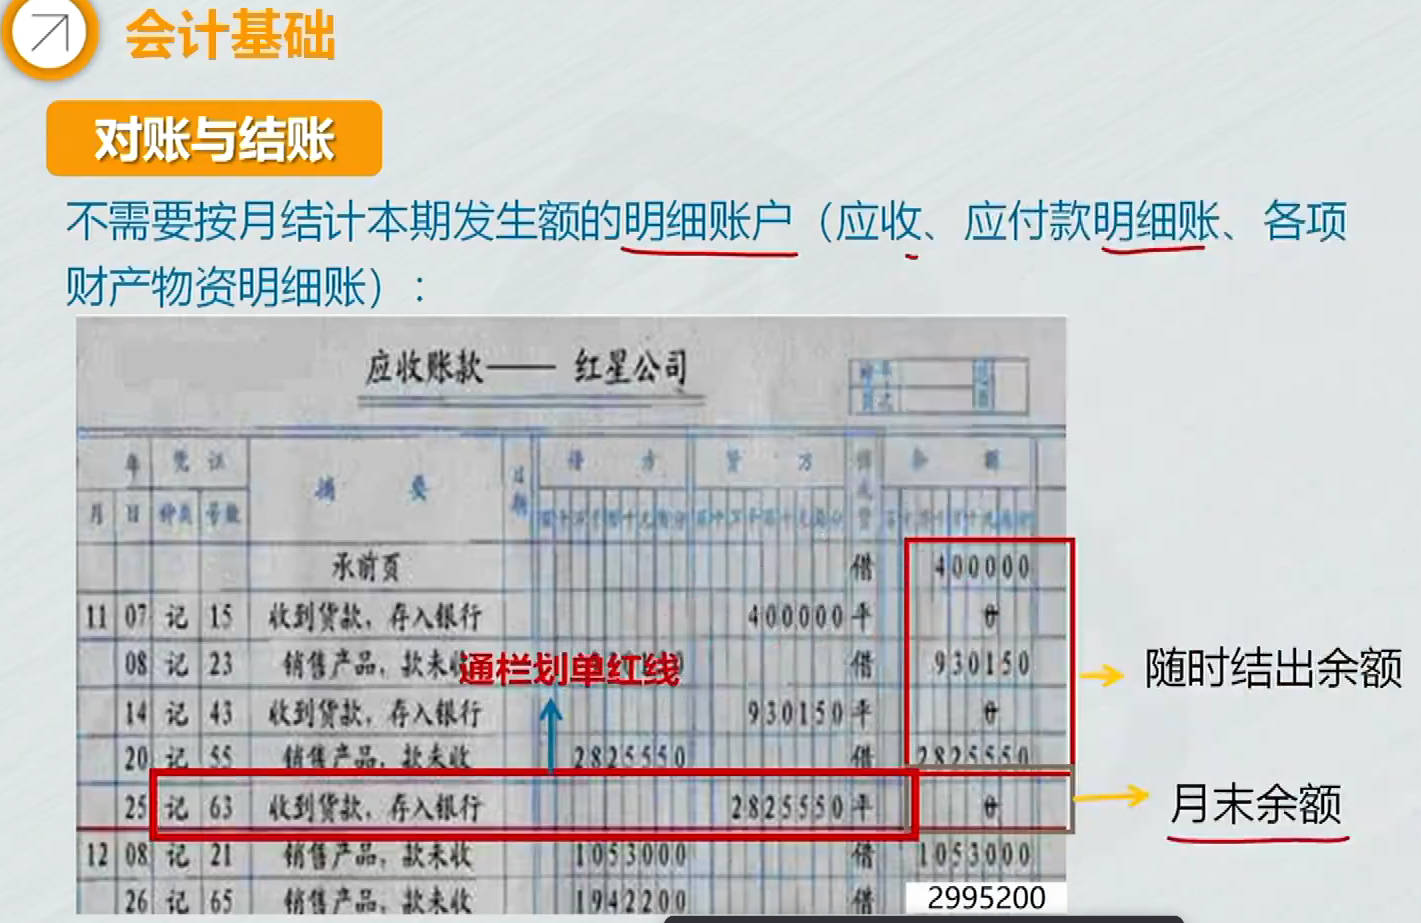 会计基础
对账与结账
不需要按月结计本期发生额的明细账户（应收、应付款明细账、各项
财产物资明细账）：
应收账款—— 红星公司
年 凭 证 摘 要 日期 借 方 贷 方 借或贷 余 额
月 日 种类 号数
承前页 借 400000
11 07 记 15 收到货款，存入银行 400000 平 0
08 记 23 销售产品，款未 借 930150
通栏划单红线
随时结出余额
14 记 43 收到货款，存入银行 930150 平 0
20 记 55 销售产品，款未收 2825550 借 2825550
25 记 63 收到货款，存入银行 2825550 平 0
月末余额
12 08 记 21 销售产品，款未收 1053000 借 1053000
26 记 65 销售产品，款未收 1942200 借 2995200